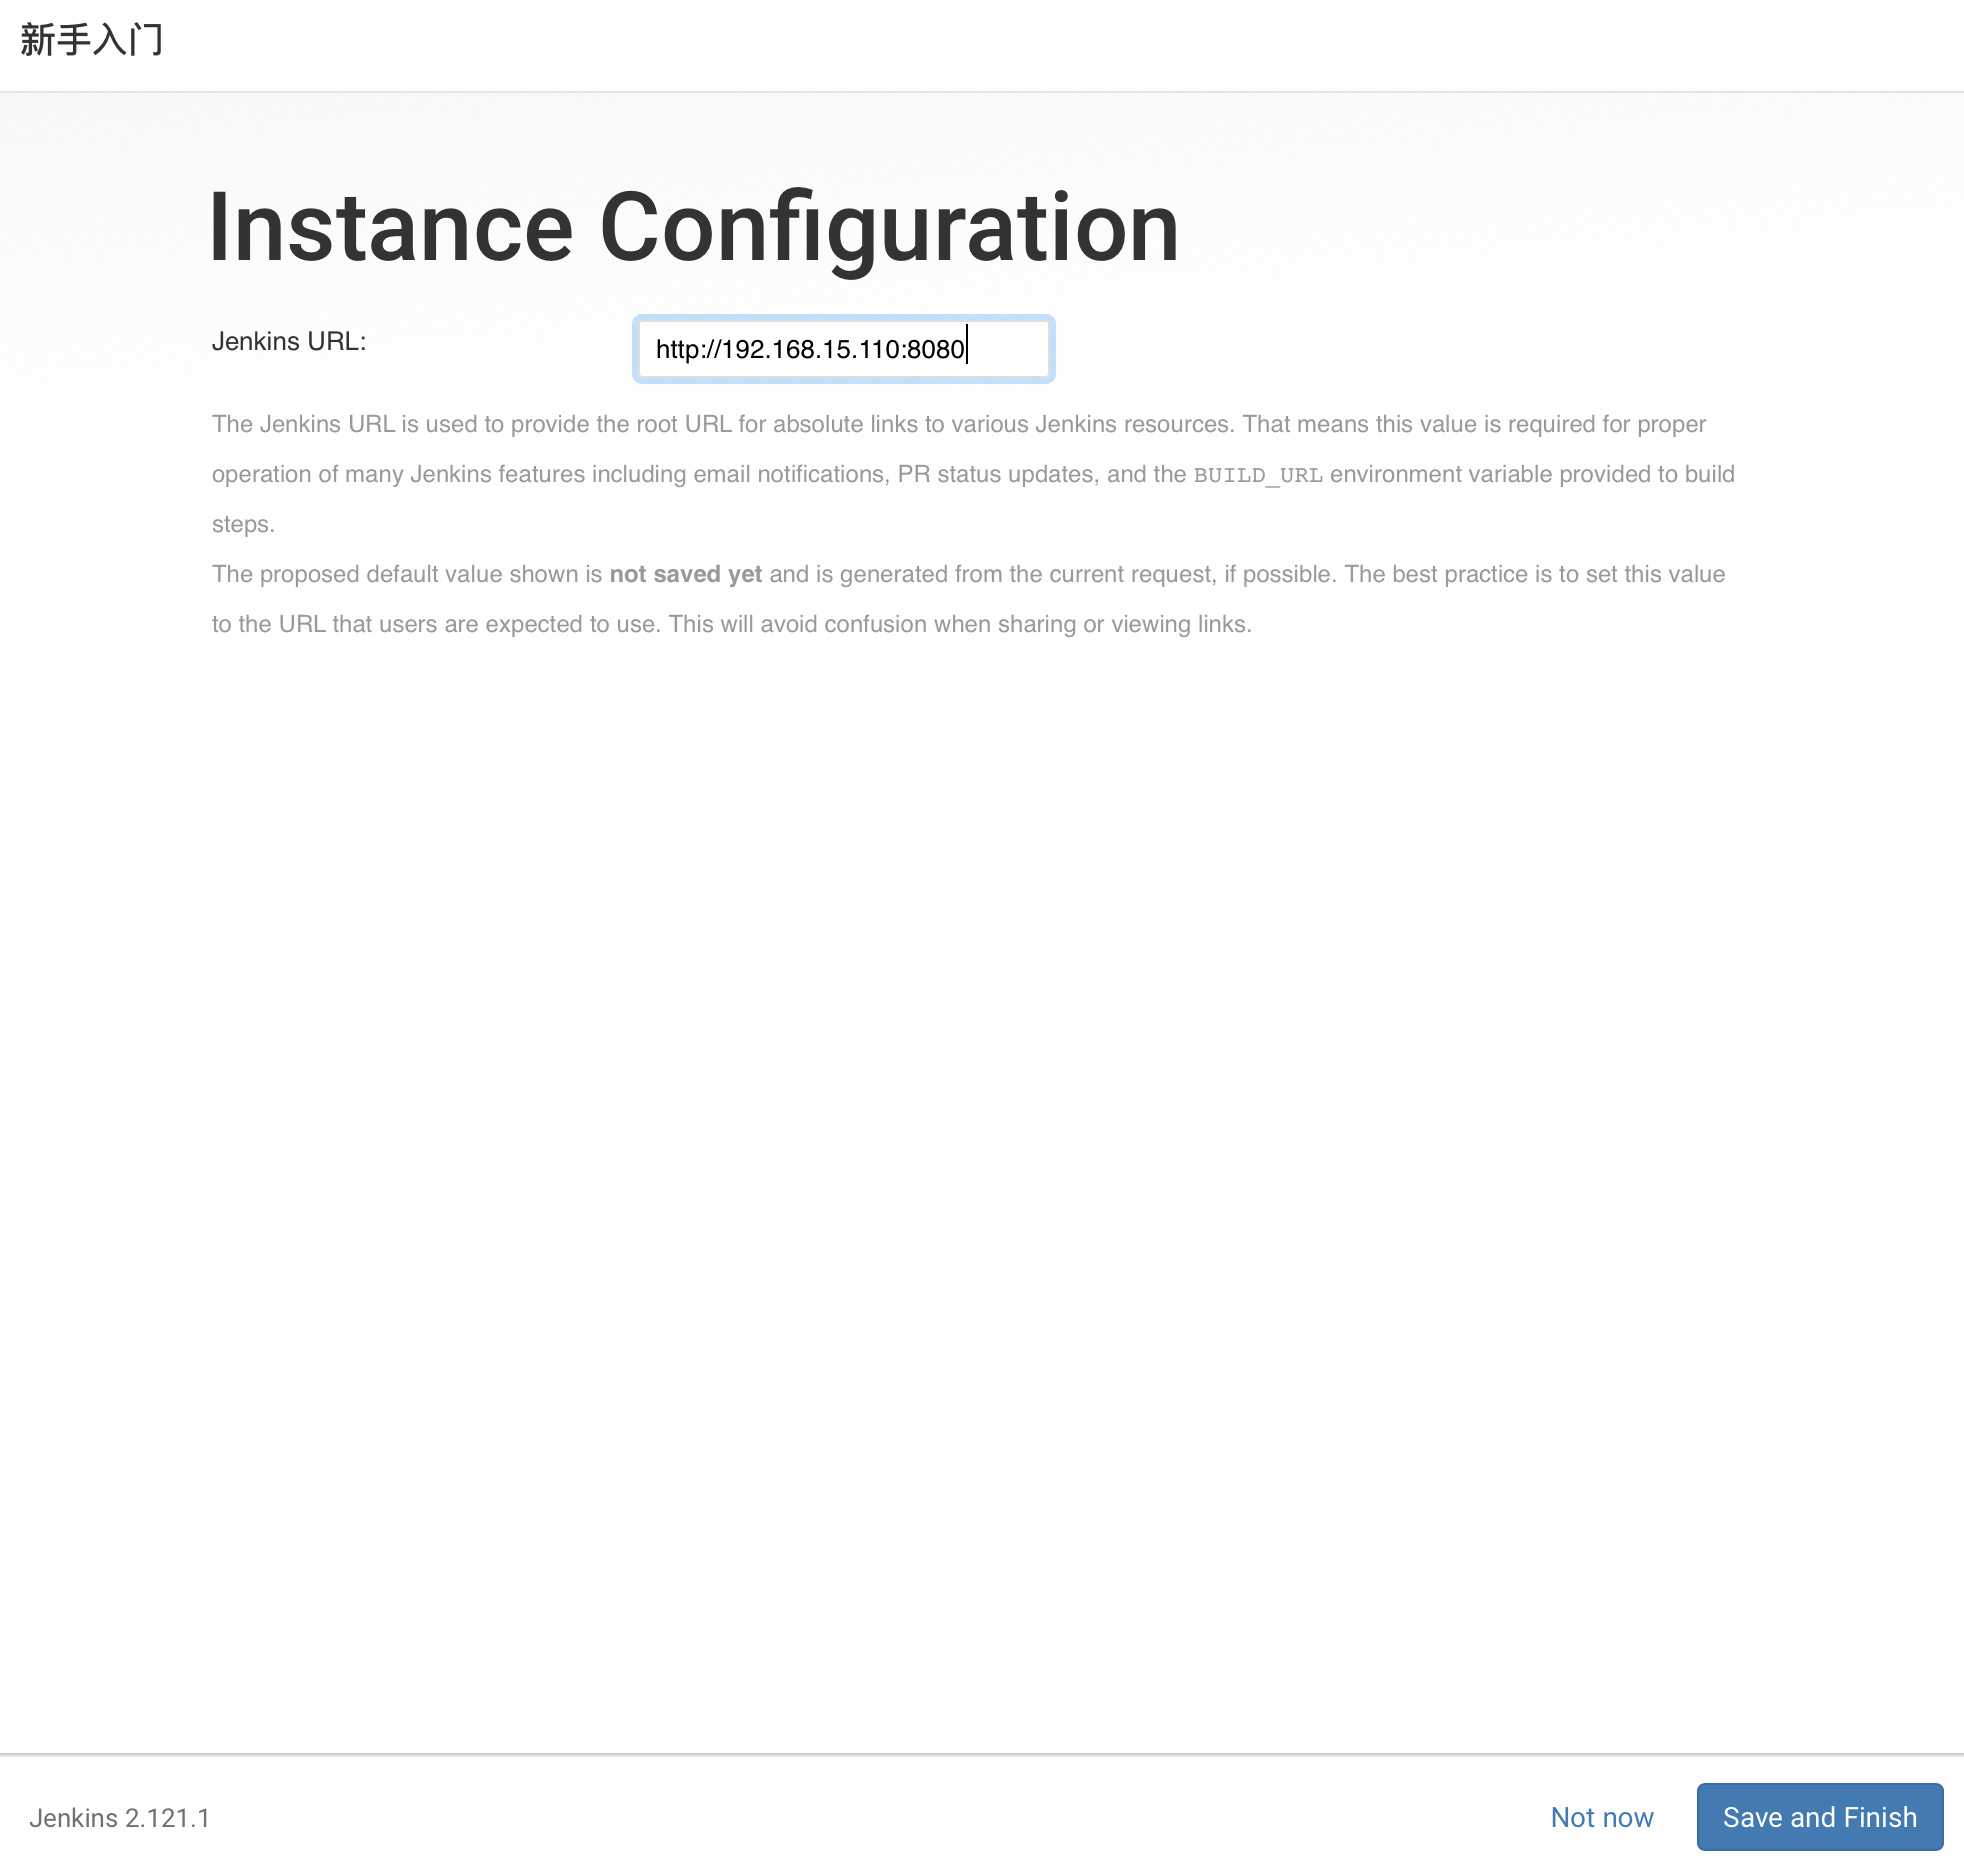 新手入门
Instance Configuration
Jenkins URL:
http://192.168.15.110:8080
The Jenkins URL is used to provide the root URL for absolute links to various Jenkins resources. That means this value is required for proper
operation of many Jenkins features including email notifications, PR status updates, and the BUILD_URL environment variable provided to build
steps.
The proposed default value shown is not saved yet and is generated from the current request, if possible. The best practice is to set this value
to the URL that users are expected to use. This will avoid confusion when sharing or viewing links.
Jenkins 2.121.1
Not now
Save and Finish